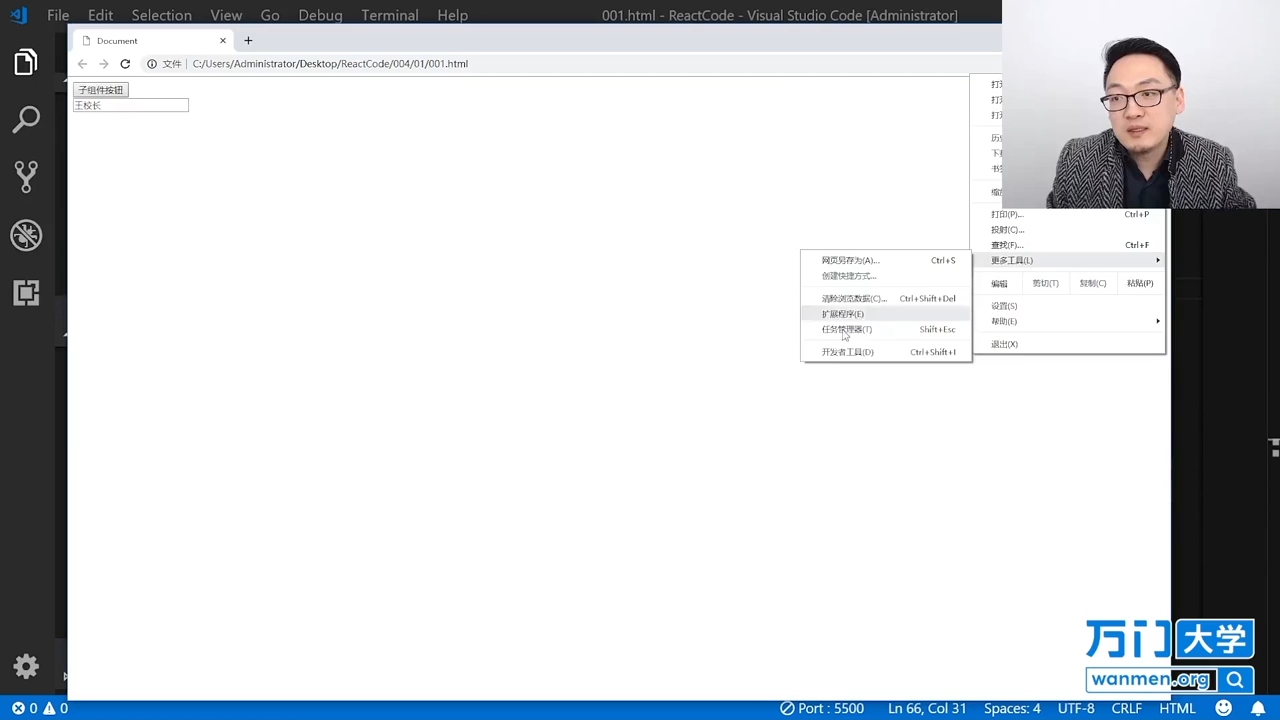 File Edit Selection View Go Debug Terminal Help 001.html - ReactCode - Visual Studio Code [Administrator]
Document
文件 C:/Users/Administrator/Desktop/ReactCode/004/01/001.html
子组件按钮
王校长
打印(P)... Ctrl+P
投射(C)...
查找(F)... Ctrl+F
更多工具(L)
网页另存为(A)... Ctrl+S
创建快捷方式...
清除浏览数据(C)... Ctrl+Shift+Del
扩展程序(E)
任务管理器(T) Shift+Esc
开发者工具(D) Ctrl+Shift+I
编辑 剪切(T) 复制(C) 粘贴(P)
设置(S)
帮助(E)
退出(X)
万门大学
wanmen.org
0 0 Port : 5500 Ln 66, Col 31 Spaces: 4 UTF-8 CRLF HTML